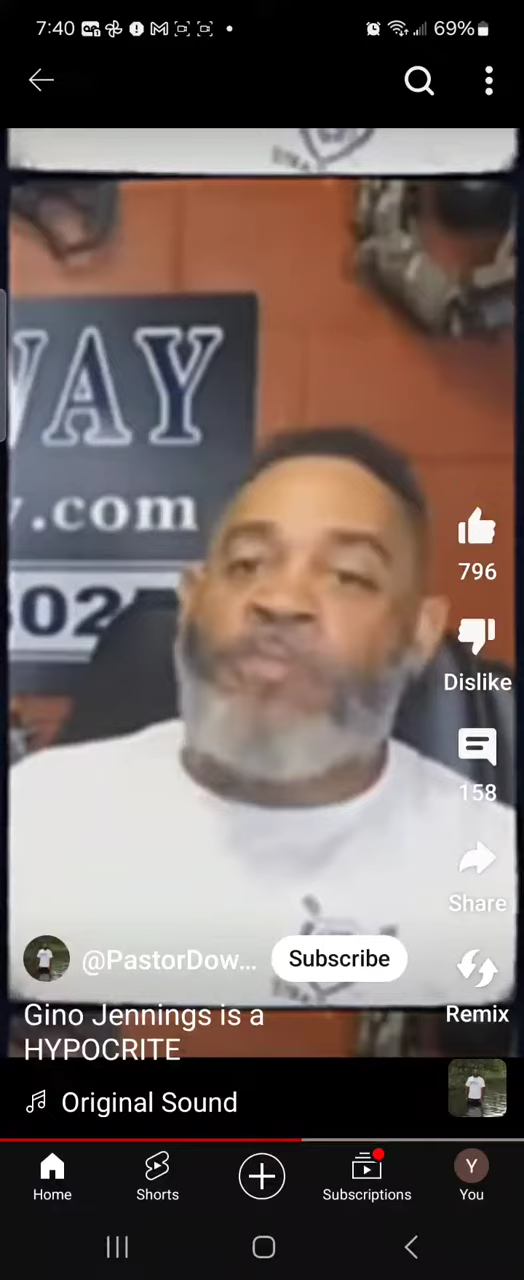 7:40
69%
WAY
y.com
302
796
Dislike
158
Share
@PastorDow...
Subscribe
Remix
Gino Jennings is a
HYPOCRITE
Original Sound
Home
Shorts
Subscriptions
Y
You